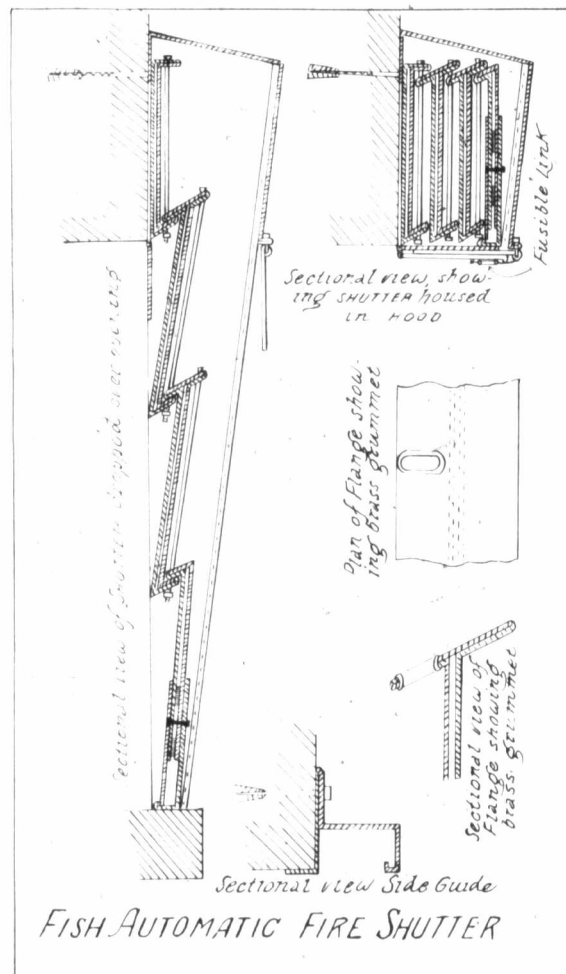 Sectional view of SHUTTER dropped over opening
Sectional view, show-
ing SHUTTER housed
in HOOD
Fusible Link
Plan of Flange show-
ing brass grummet
Sectional view of
Flange showing
brass grummet
Sectional view Side Guide
FISH AUTOMATIC FIRE SHUTTER